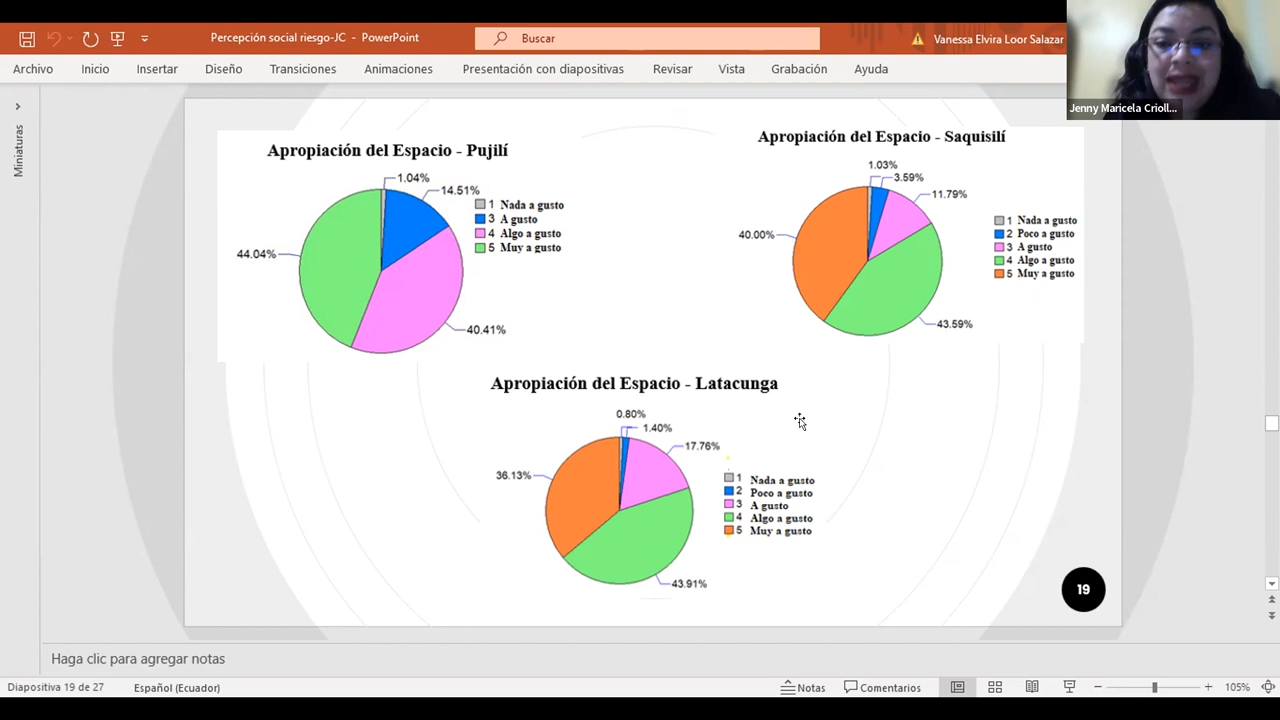 Percepción social riesgo-JC - PowerPoint
Buscar
Vanessa Elvira Loor Salazar
Archivo Inicio Insertar Diseño Transiciones Animaciones Presentación con diapositivas Revisar Vista Grabación Ayuda
Jenny Maricela Crioll...
Miniaturas
Apropiación del Espacio - Pujilí
1.04%
14.51%
40.41%
44.04%
1 Nada a gusto
3 A gusto
4 Algo a gusto
5 Muy a gusto
Apropiación del Espacio - Saquisilí
1.03%
3.59%
11.79%
43.59%
40.00%
1 Nada a gusto
2 Poco a gusto
3 A gusto
4 Algo a gusto
5 Muy a gusto
Apropiación del Espacio - Latacunga
0.80%
1.40%
17.76%
43.91%
36.13%
1 Nada a gusto
2 Poco a gusto
3 A gusto
4 Algo a gusto
5 Muy a gusto
19
Haga clic para agregar notas
Diapositiva 19 de 27 Español (Ecuador) Notas Comentarios 105%